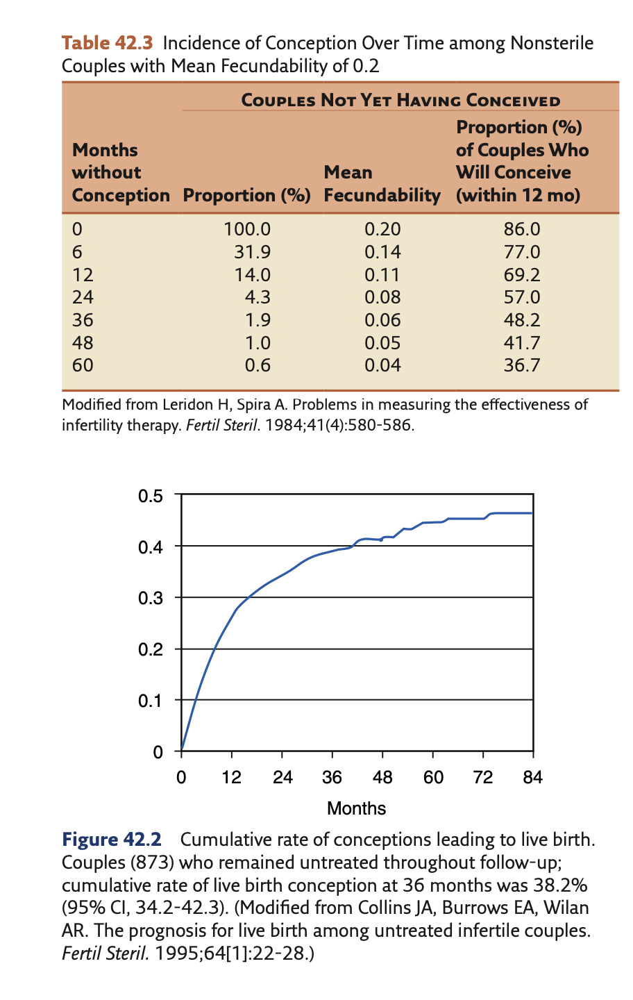 Table 42.3 Incidence of Conception Over Time among Nonsterile
Couples with Mean Fecundability of 0.2
Couples Not Yet Having Conceived
Months
without
Conception
Proportion (%)
Mean
Fecundability
Proportion (%)
of Couples Who
Will Conceive
(within 12 mo)
0 100.0 0.20 86.0
6 31.9 0.14 77.0
12 14.0 0.11 69.2
24 4.3 0.08 57.0
36 1.9 0.06 48.2
48 1.0 0.05 41.7
60 0.6 0.04 36.7
Modified from Leridon H, Spira A. Problems in measuring the effectiveness of
infertility therapy. Fertil Steril. 1984;41(4):580-586.
0.5
0.4
0.3
0.2
0.1
0
0 12 24 36 48 60 72 84
Months
Figure 42.2 Cumulative rate of conceptions leading to live birth.
Couples (873) who remained untreated throughout follow-up;
cumulative rate of live birth conception at 36 months was 38.2%
(95% CI, 34.2-42.3). (Modified from Collins JA, Burrows EA, Wilan
AR. The prognosis for live birth among untreated infertile couples.
Fertil Steril. 1995;64[1]:22-28.)